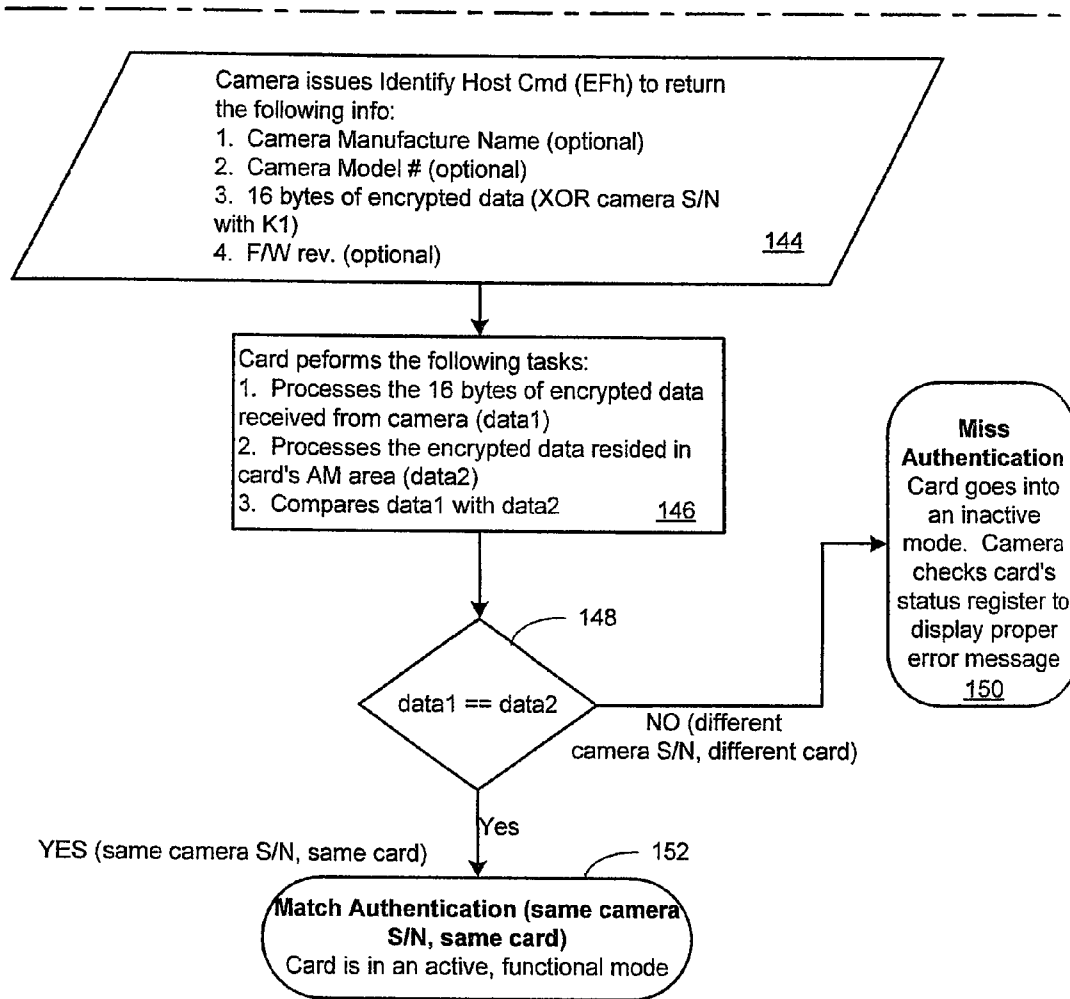 Camera issues Identify Host Cmd (EFh) to return
the following info:
1. Camera Manufacture Name (optional)
2. Camera Model # (optional)
3. 16 bytes of encrypted data (XOR camera S/N
with K1)
4. F/W rev. (optional)
144
Card peforms the following tasks:
1. Processes the 16 bytes of encrypted data
received from camera (data1)
2. Processes the encrypted data resided in
card's AM area (data2)
3. Compares data1 with data2
146
Miss
Authentication
Card goes into
an inactive
mode. Camera
checks card's
status register to
display proper
error message
150
148
data1 == data2
NO (different
camera S/N, different card)
Yes
YES (same camera S/N, same card)
152
Match Authentication (same camera
S/N, same card)
Card is in an active, functional mode